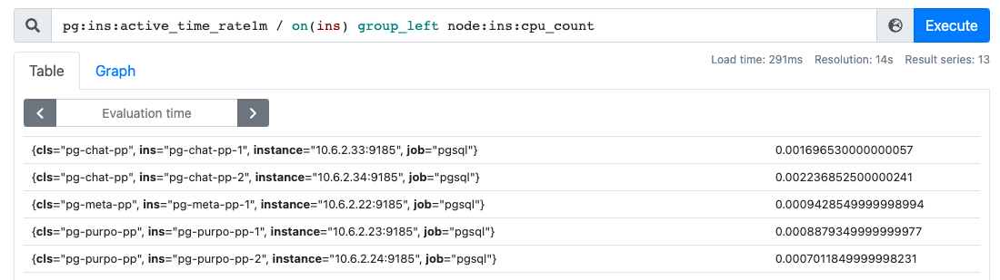 pg:ins:active_time_rate1m / on(ins) group_left node:ins:cpu_count Execute
Load time: 291ms Resolution: 14s Result series: 13
Table Graph
Evaluation time
{cls="pg-chat-pp", ins="pg-chat-pp-1", instance="10.6.2.33:9185", job="pgsql"} 0.001696530000000057
{cls="pg-chat-pp", ins="pg-chat-pp-2", instance="10.6.2.34:9185", job="pgsql"} 0.002236852500000241
{cls="pg-meta-pp", ins="pg-meta-pp-1", instance="10.6.2.22:9185", job="pgsql"} 0.0009428549999998994
{cls="pg-purpo-pp", ins="pg-purpo-pp-1", instance="10.6.2.23:9185", job="pgsql"} 0.0008879349999999977
{cls="pg-purpo-pp", ins="pg-purpo-pp-2", instance="10.6.2.24:9185", job="pgsql"} 0.0007011849999998231